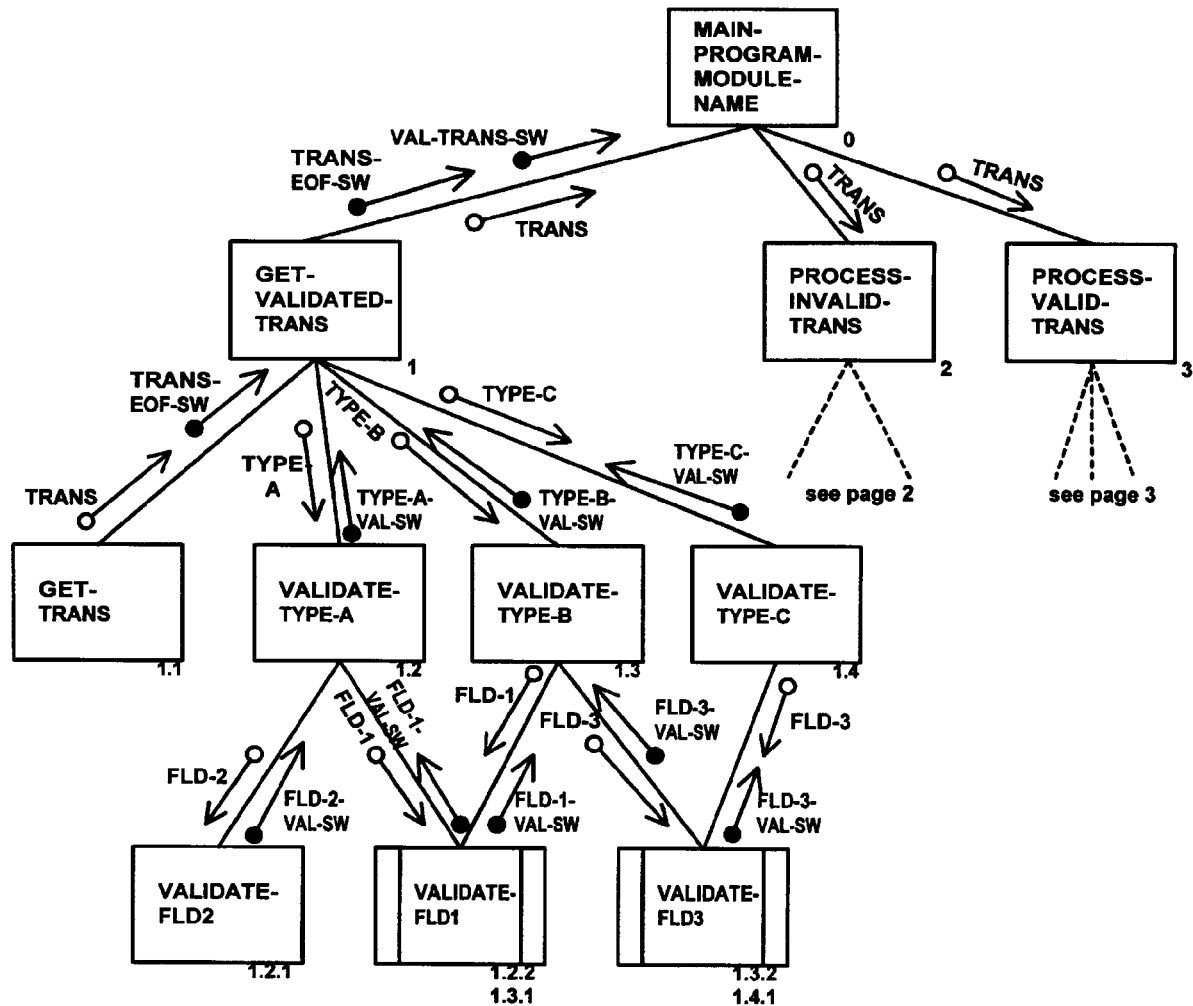 MAIN-
PROGRAM-
MODULE-
NAME
0
VAL-TRANS-SW
TRANS-
EOF-SW
TRANS
TRANS
TRANS
GET-
VALIDATED-
TRANS
1
PROCESS-
INVALID-
TRANS
2
PROCESS-
VALID-
TRANS
3
see page 2
see page 3
TRANS-
EOF-SW
TRANS
TYPE-
A
TYPE-A-
VAL-SW
TYPE-B
TYPE-B-
VAL-SW
TYPE-C
TYPE-C-
VAL-SW
GET-
TRANS
1.1
VALIDATE-
TYPE-A
1.2
VALIDATE-
TYPE-B
1.3
VALIDATE-
TYPE-C
1.4
FLD-2
FLD-2-
VAL-SW
FLD-1
FLD-1-
VAL-SW
FLD-1
FLD-1-
VAL-SW
FLD-3
FLD-3-
VAL-SW
FLD-3
FLD-3-
VAL-SW
VALIDATE-
FLD2
1.2.1
VALIDATE-
FLD1
1.2.2
1.3.1
VALIDATE-
FLD3
1.3.2
1.4.1